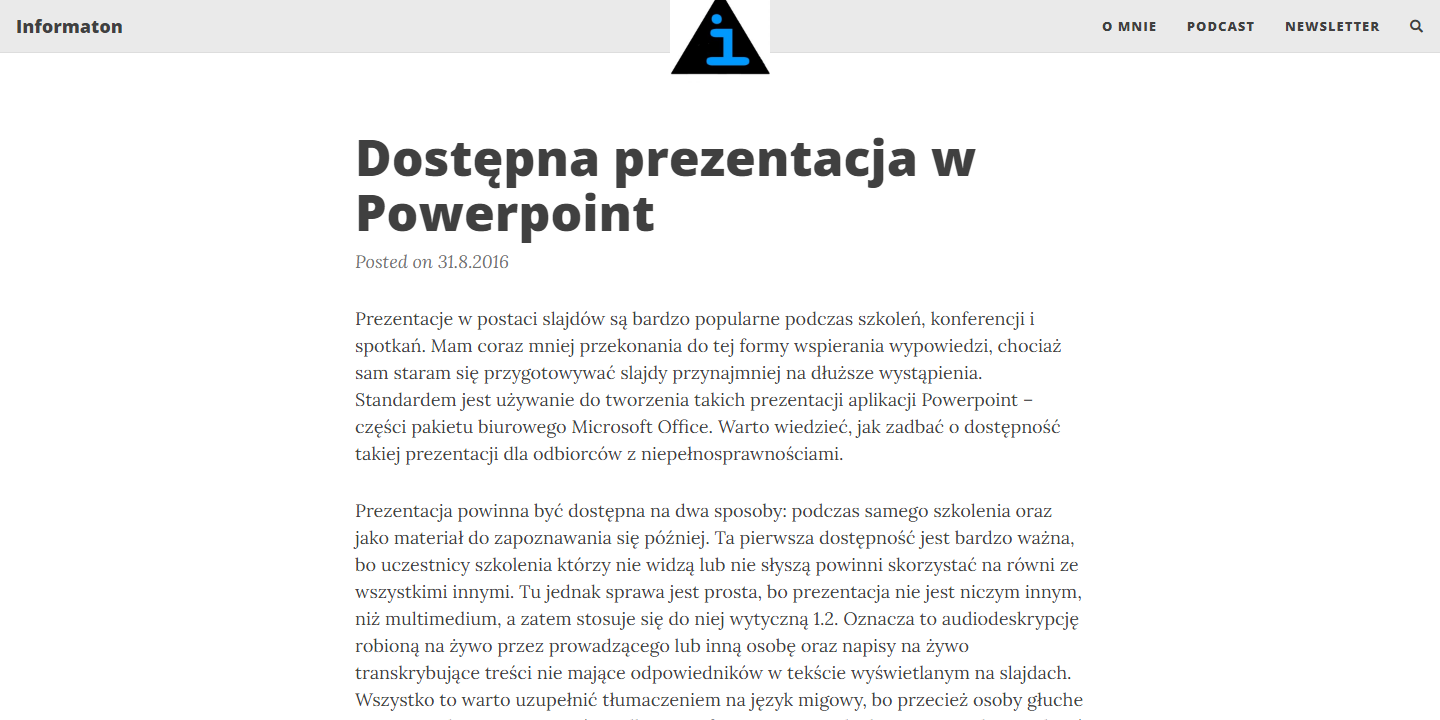 Informaton
i
O MNIE
PODCAST
NEWSLETTER
Dostępna prezentacja w
Powerpoint
Posted on 31.8.2016
Prezentacje w postaci slajdów są bardzo popularne podczas szkoleń, konferencji i
spotkań. Mam coraz mniej przekonania do tej formy wspierania wypowiedzi, chociaż
sam staram się przygotowywać slajdy przynajmniej na dłuższe wystąpienia.
Standardem jest używanie do tworzenia takich prezentacji aplikacji Powerpoint –
części pakietu biurowego Microsoft Office. Warto wiedzieć, jak zadbać o dostępność
takiej prezentacji dla odbiorców z niepełnosprawnościami.
Prezentacja powinna być dostępna na dwa sposoby: podczas samego szkolenia oraz
jako materiał do zapoznawania się później. Ta pierwsza dostępność jest bardzo ważna,
bo uczestnicy szkolenia którzy nie widzą lub nie słyszą powinni skorzystać na równi ze
wszystkimi innymi. Tu jednak sprawa jest prosta, bo prezentacja nie jest niczym innym,
niż multimedium, a zatem stosuje się do niej wytyczną 1.2. Oznacza to audiodeskrypcję
robioną na żywo przez prowadzącego lub inną osobę oraz napisy na żywo
transkrybujące treści nie mające odpowiedników w tekście wyświetlanym na slajdach.
Wszystko to warto uzupełnić tłumaczeniem na język migowy, bo przecież osoby głuche